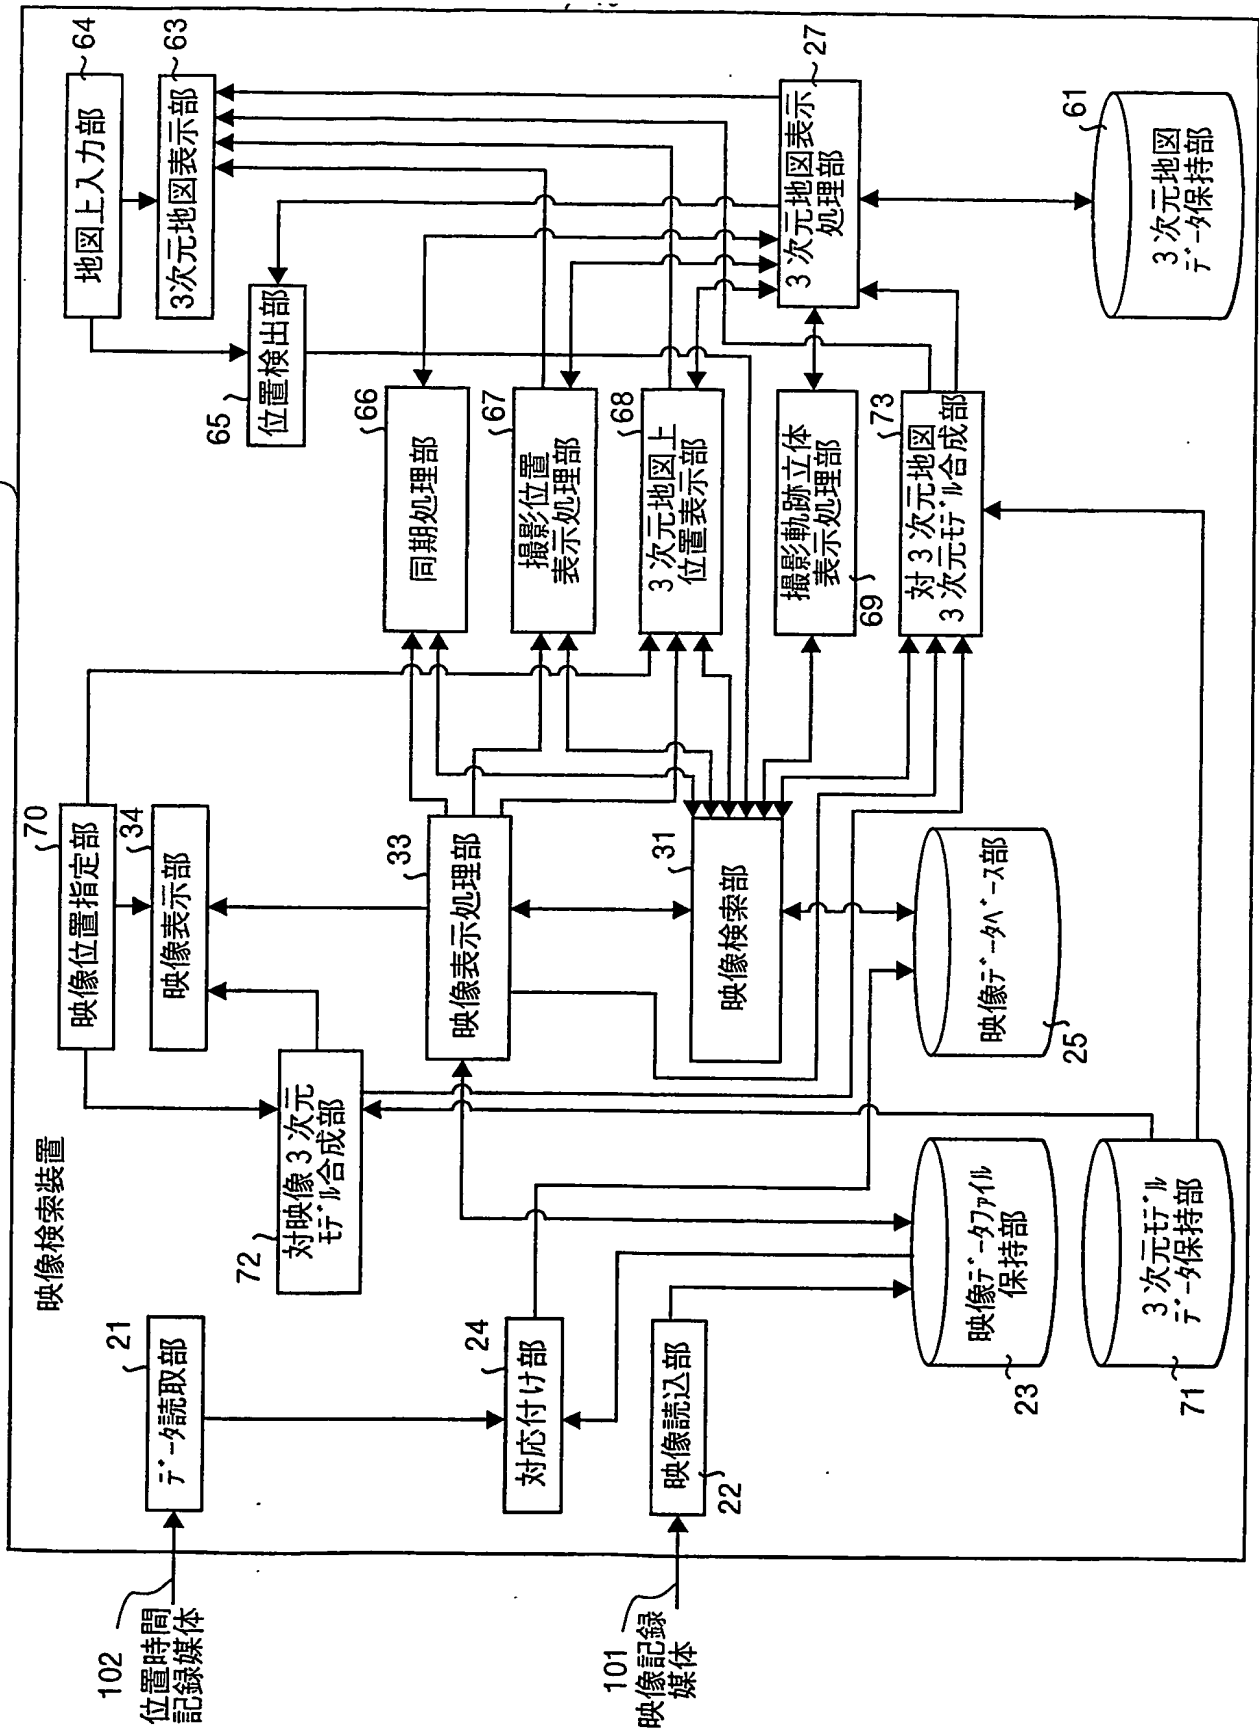 映像検索装置
102
位置時間
記録媒体
21
データ読取部
101
映像記録
媒体
22
映像読込部
24
対応付け部
72
対映像3次元
モデル合成部
70
映像位置指定部
34
映像表示部
33
映像表示処理部
31
映像検索部
25
映像データベース部
23
映像データファイル
保持部
71
3次元モデル
データ保持部
64
地図上入力部
63
3次元地図表示部
65
位置検出部
66
同期処理部
67
撮影位置
表示処理部
68
3次元地図上
位置表示部
69
撮影軌跡立体
表示処理部
73
対3次元地図
3次元モデル合成部
27
3次元地図表示
処理部
61
3次元地図
データ保持部